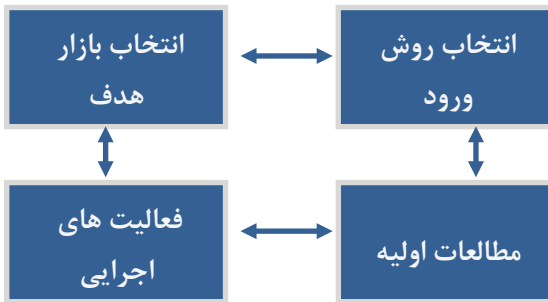 انتخاب روش
ورود
انتخاب بازار
هدف
مطالعات اولیه
فعالیت های
اجرایی